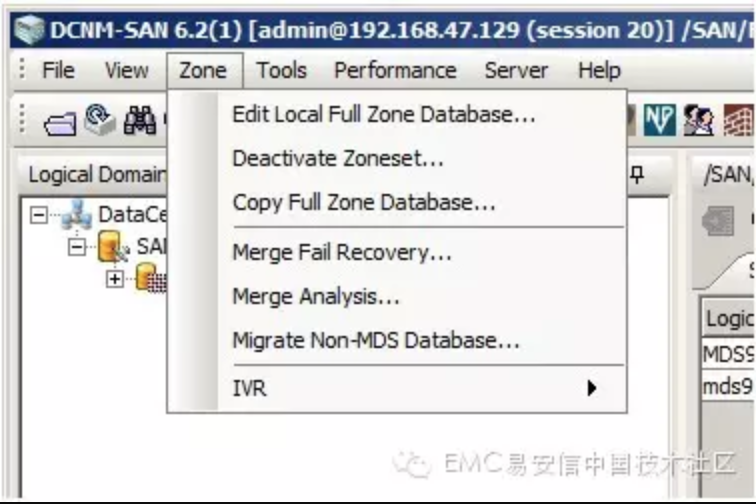 DCNM-SAN 6.2(1) [admin@192.168.47.129 (session 20)] /SAN/
File View Zone Tools Performance Server Help
Edit Local Full Zone Database...
Deactivate Zoneset...
Copy Full Zone Database...
Merge Fail Recovery...
Merge Analysis...
Migrate Non-MDS Database...
IVR
Logical Domain
DataCe
SAN
/SAN
Logic
MDS9
mds9
EMC易安信中国技术社区